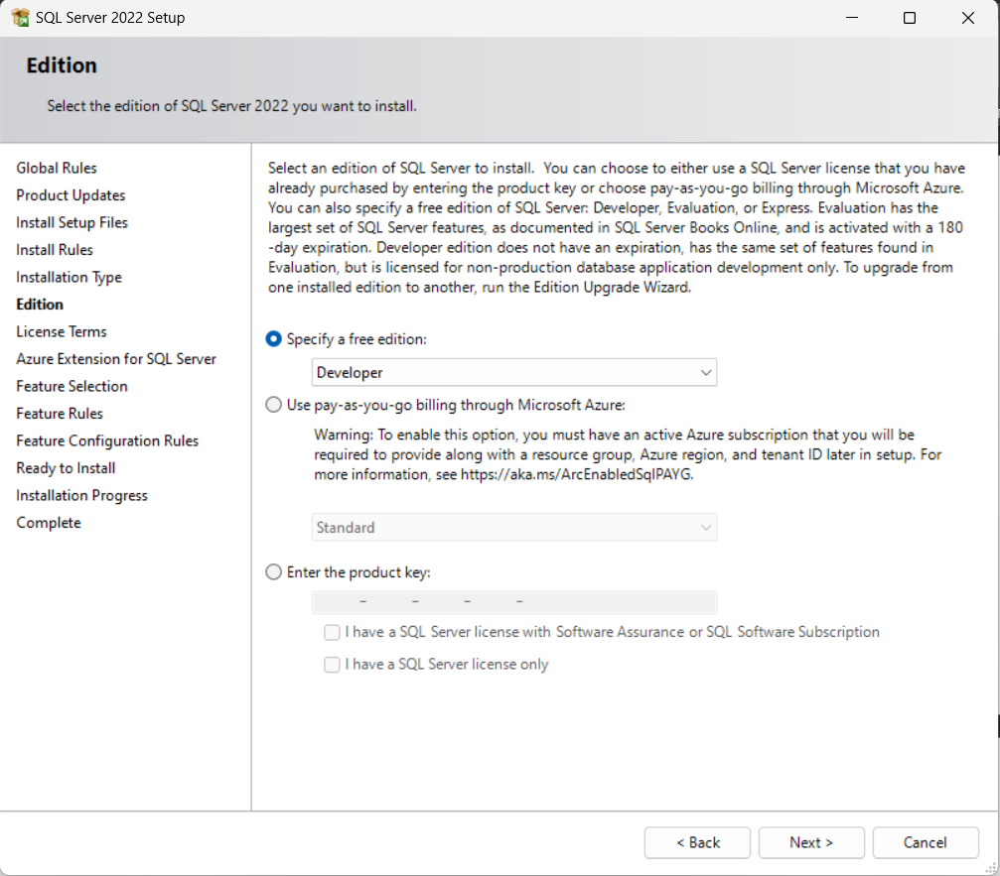 SQL Server 2022 Setup
Edition
Select the edition of SQL Server 2022 you want to install.
Global Rules
Product Updates
Install Setup Files
Install Rules
Installation Type
Edition
License Terms
Azure Extension for SQL Server
Feature Selection
Feature Rules
Feature Configuration Rules
Ready to Install
Installation Progress
Complete
Select an edition of SQL Server to install.  You can choose to either use a SQL Server license that you have
already purchased by entering the product key or choose pay-as-you-go billing through Microsoft Azure.
You can also specify a free edition of SQL Server: Developer, Evaluation, or Express. Evaluation has the
largest set of SQL Server features, as documented in SQL Server Books Online, and is activated with a 180
-day expiration. Developer edition does not have an expiration, has the same set of features found in
Evaluation, but is licensed for non-production database application development only. To upgrade from
one installed edition to another, run the Edition Upgrade Wizard.
Specify a free edition:
Developer
Use pay-as-you-go billing through Microsoft Azure:
Warning: To enable this option, you must have an active Azure subscription that you will be
required to provide along with a resource group, Azure region, and tenant ID later in setup. For
more information, see https://aka.ms/ArcEnabledSqlPAYG.
Standard
Enter the product key:
- - - -
I have a SQL Server license with Software Assurance or SQL Software Subscription
I have a SQL Server license only
< Back
Next >
Cancel